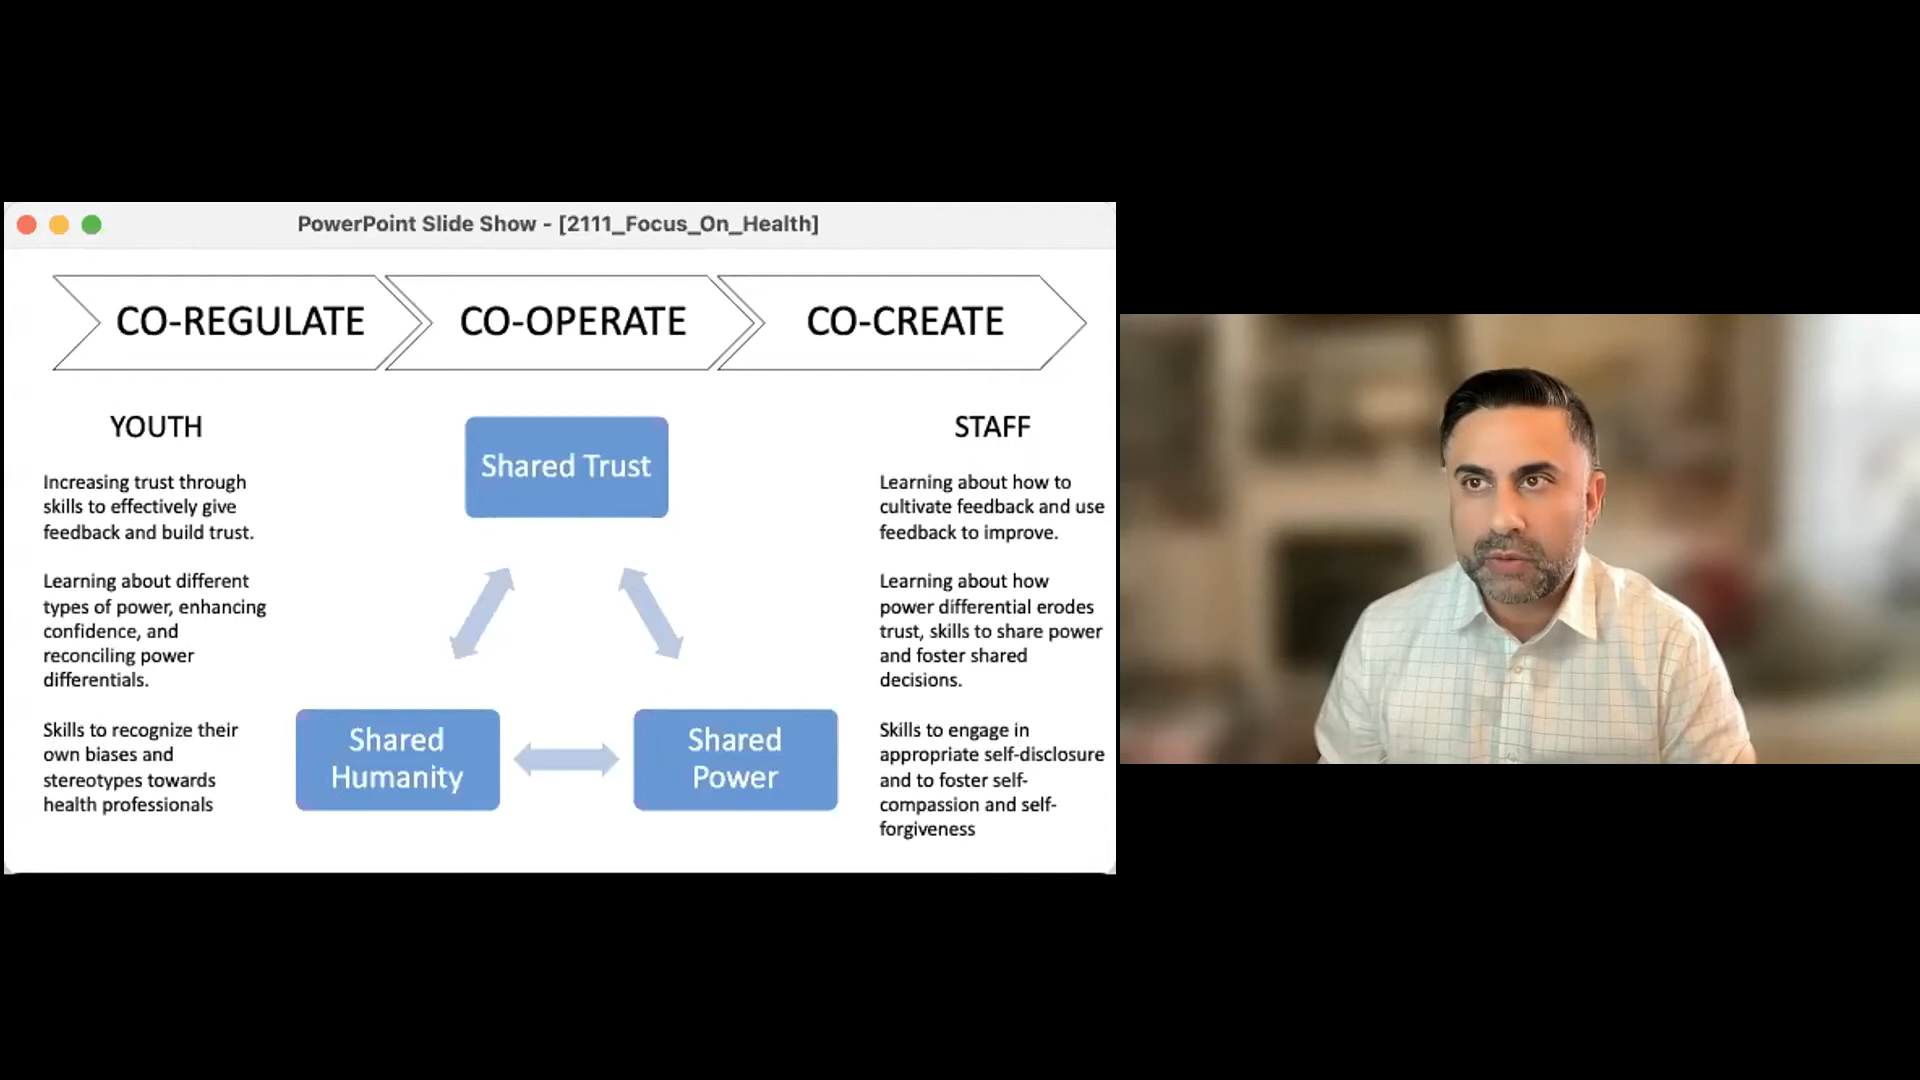 PowerPoint Slide Show - [2111_Focus_On_Health]
CO-REGULATE
CO-OPERATE
CO-CREATE
YOUTH
Increasing trust through
skills to effectively give
feedback and build trust.
Learning about different
types of power, enhancing
confidence, and
reconciling power
differentials.
Skills to recognize their
own biases and
stereotypes towards
health professionals
Shared Trust
Shared
Humanity
Shared
Power
STAFF
Learning about how to
cultivate feedback and use
feedback to improve.
Learning about how
power differential erodes
trust, skills to share power
and foster shared
decisions.
Skills to engage in
appropriate self-disclosure
and to foster self-
compassion and self-
forgiveness